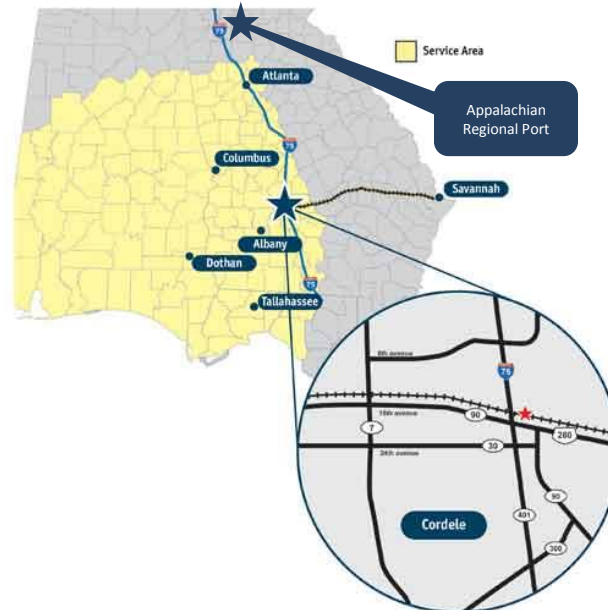 75
Service Area
Atlanta
Appalachian
Regional Port
75
Columbus
Savannah
Albany
Dothan
75
Tallahassee
8th avenue
75
16th avenue
90
7
280
30
24th avenue
90
401
Cordele
300